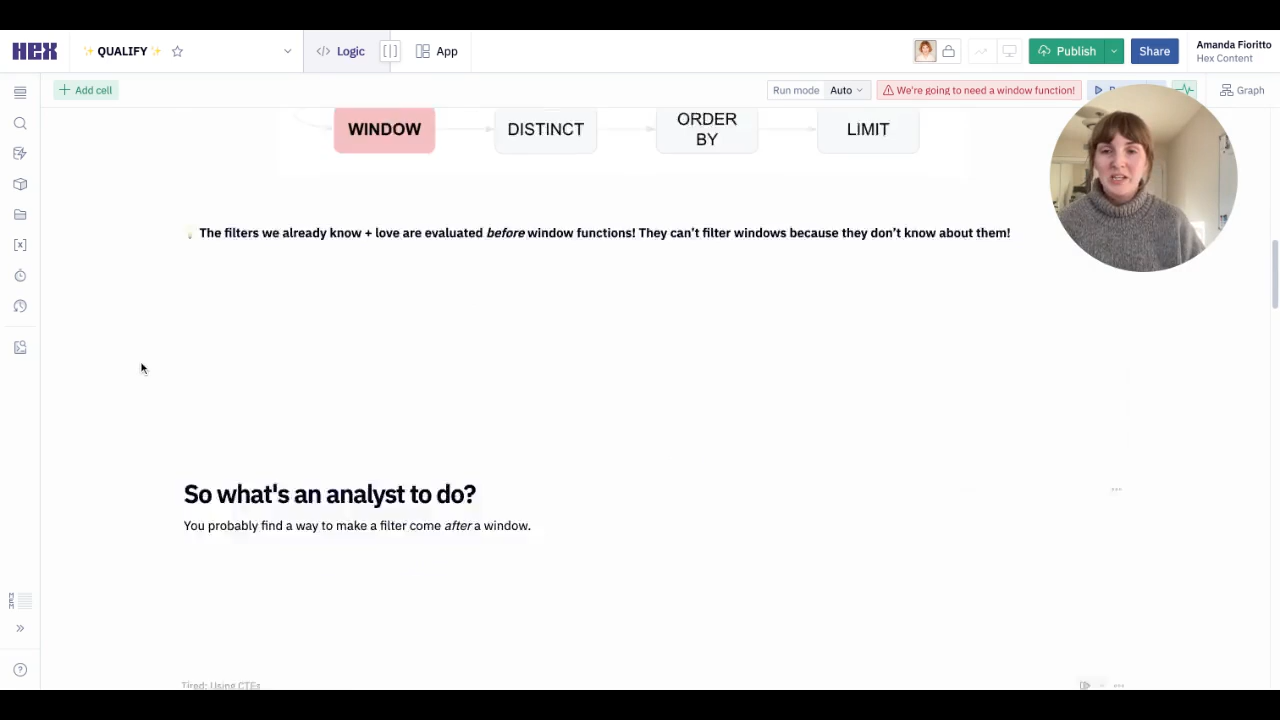 HEX
✨ QUALIFY ✨
Logic
App
Publish
Share
Amanda Fioritto
Hex Content
Add cell
Run mode
Auto
We're going to need a window function!
Graph
WINDOW
DISTINCT
ORDER
BY
LIMIT
💡 The filters we already know + love are evaluated before window functions! They can't filter windows because they don't know about them!
So what's an analyst to do?
You probably find a way to make a filter come after a window.
Tired: Using CTEs